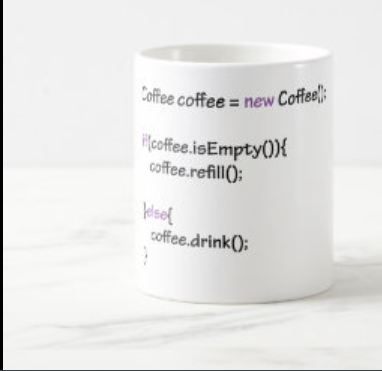 Coffee coffee = new Coffee();
if(coffee.isEmpty()){
coffee.refill();
}else{
coffee.drink();
}